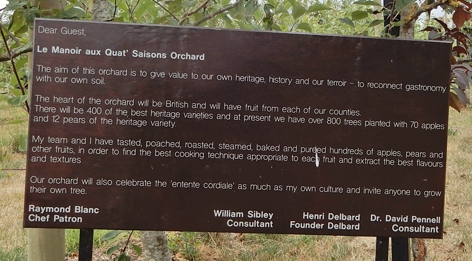 Dear Guest,
Le Manoir aux Quat' Saisons Orchard
The aim of this orchard is to give value to our own heritage, history and our terroir - to reconnect gastronomy
with our own soil.
The heart of the orchard will be British and will have fruit from each of our counties.
There will be 400 of the best heritage varieties and at present we have over 800 trees planted with 70 apples
and 12 pears of the heritage variety.
My team and I have tasted, poached, roasted, steamed, baked and puréed hundreds of apples, pears and
other fruits, in order to find the best cooking technique appropriate to each fruit and extract the best flavours
and textures
Our orchard will also celebrate the 'entente cordiale' as much as my own culture and invite anyone to grow
their own tree.
Raymond Blanc
Chef Patron
William Sibley
Consultant
Henri Delbard
Founder Delbard
Dr. David Pennell
Consultant